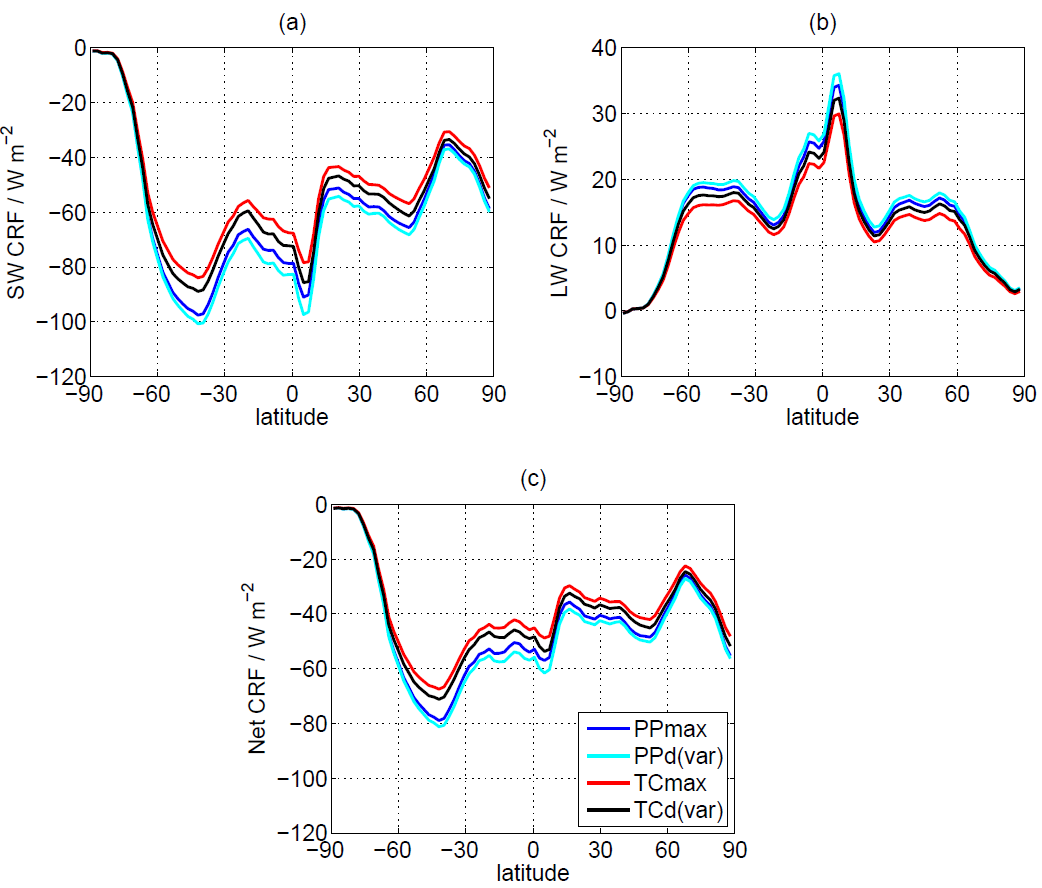 (a)
0
−20
−40
−60
−80
−100
−120
SW CRF / W m−2
−90 −60 −30 0 30 60 90
latitude
(b)
40
30
20
10
0
−10
LW CRF / W m−2
−90 −60 −30 0 30 60 90
latitude
(c)
0
−20
−40
−60
−80
−100
−120
Net CRF / W m−2
−90 −60 −30 0 30 60 90
latitude
PPmax
PPd(var)
TCmax
TCd(var)